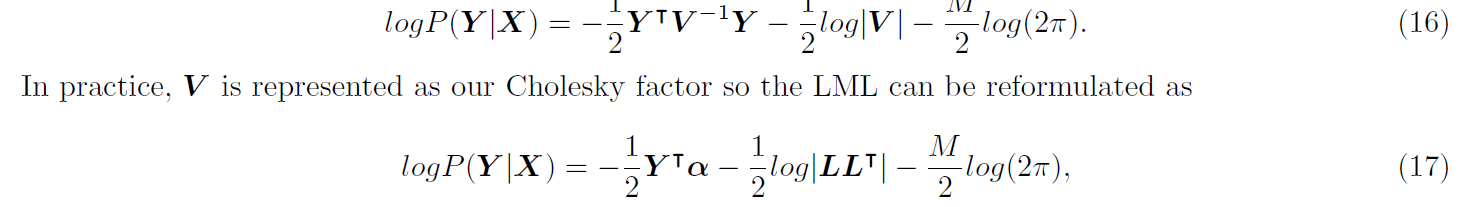 logP(Y|X) = −1/2 Y⊤V−1Y − 1/2 log|V| − M/2 log(2π). (16)
In practice, V is represented as our Cholesky factor so the LML can be reformulated as
logP(Y|X) = −1/2 Y⊤α − 1/2 log|LL⊤| − M/2 log(2π), (17)